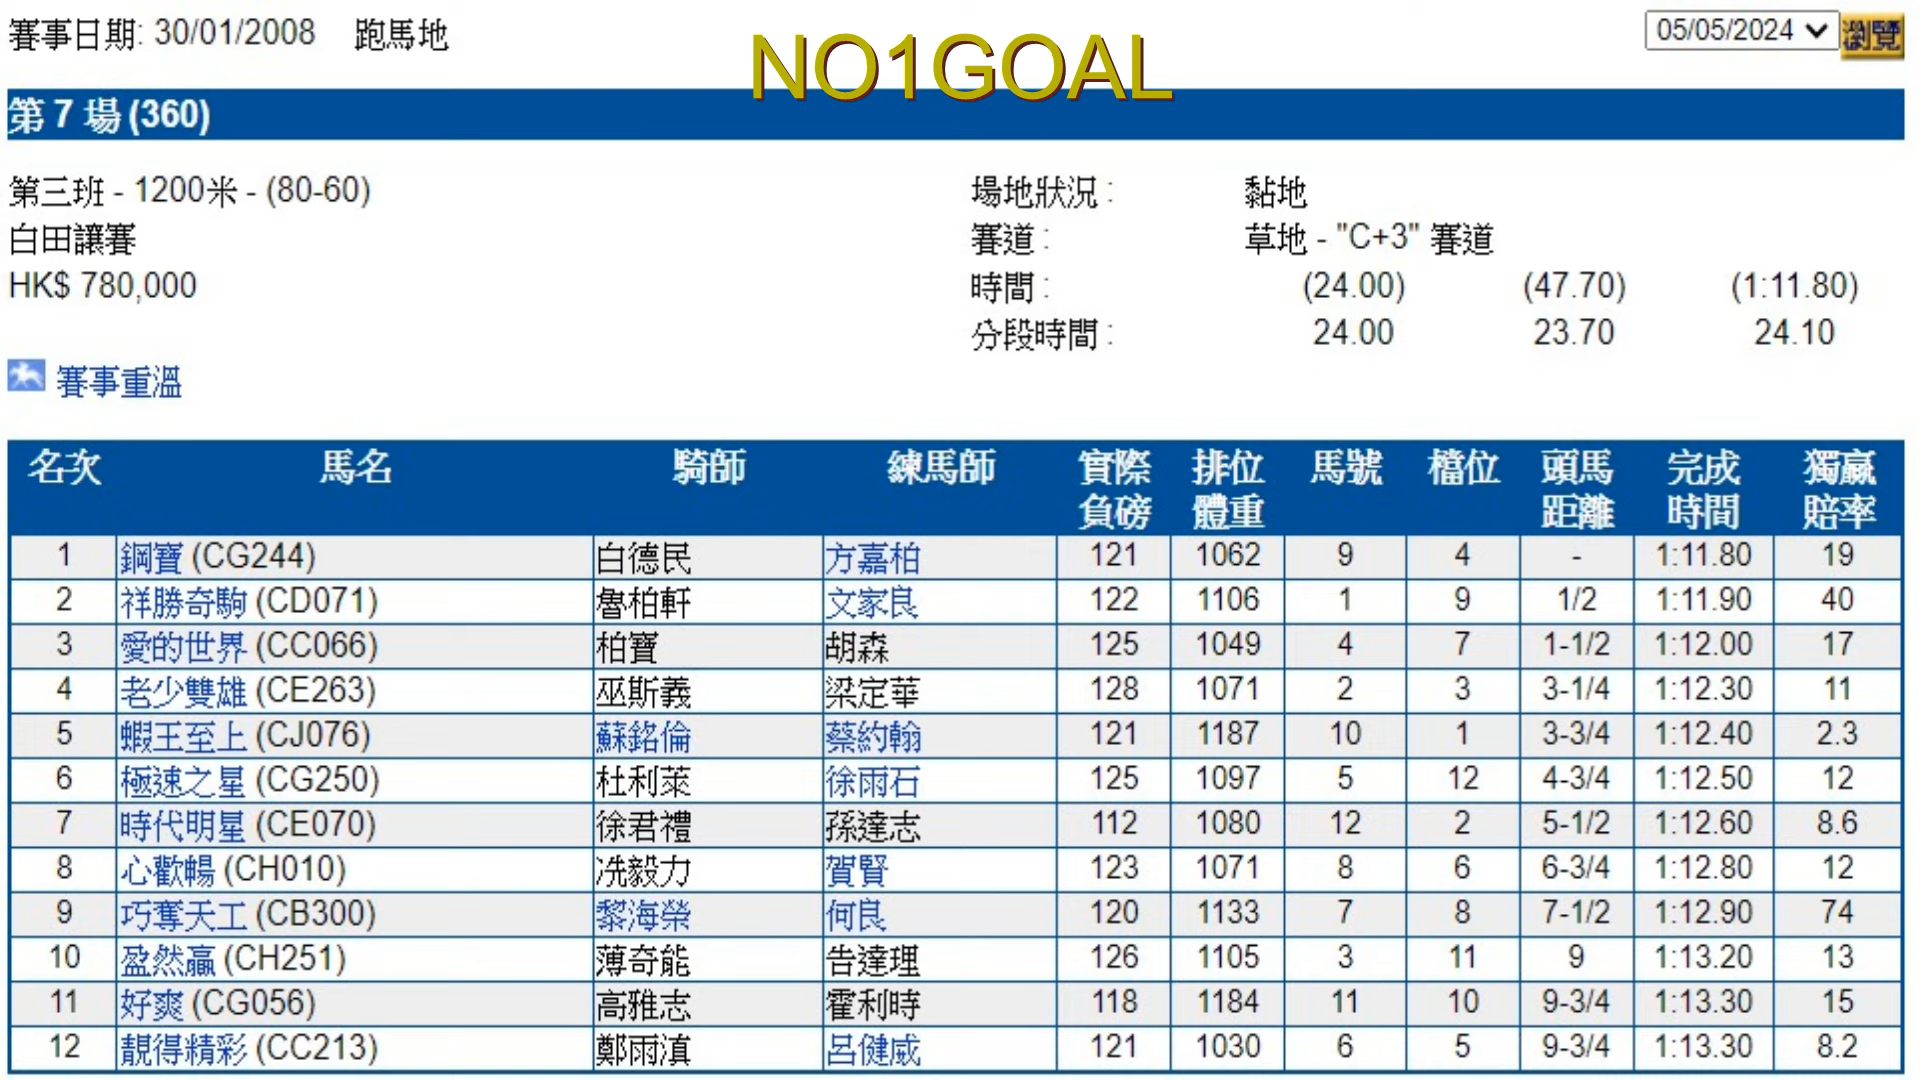 賽事日期: 30/01/2008 跑馬地 NO1GOAL 05/05/2024 瀏覽
第 7 場 (360)
第三班 - 1200米 - (80-60) 場地狀況 : 黏地
白田讓賽 賽道 : 草地 - "C+3" 賽道
HK$ 780,000 時間 : (24.00) (47.70) (1:11.80)
分段時間 : 24.00 23.70 24.10
賽事重溫
名次 馬名 騎師 練馬師 實際負磅 排位體重 馬號 檔位 頭馬距離 完成時間 獨贏賠率
1 鋼寶 (CG244) 白德民 方嘉柏 121 1062 9 4 - 1:11.80 19
2 祥勝奇駒 (CD071) 魯柏軒 文家良 122 1106 1 9 1/2 1:11.90 40
3 愛的世界 (CC066) 柏寶 胡森 125 1049 4 7 1-1/2 1:12.00 17
4 老少雙雄 (CE263) 巫斯義 梁定華 128 1071 2 3 3-1/4 1:12.30 11
5 蝦王至上 (CJ076) 蘇銘倫 蔡約翰 121 1187 10 1 3-3/4 1:12.40 2.3
6 極速之星 (CG250) 杜利萊 徐雨石 125 1097 5 12 4-3/4 1:12.50 12
7 時代明星 (CE070) 徐君禮 孫達志 112 1080 12 2 5-1/2 1:12.60 8.6
8 心歡暢 (CH010) 冼毅力 賀賢 123 1071 8 6 6-3/4 1:12.80 12
9 巧奪天工 (CB300) 黎海榮 何良 120 1133 7 8 7-1/2 1:12.90 74
10 盈然贏 (CH251) 薄奇能 告達理 126 1105 3 11 9 1:13.20 13
11 好爽 (CG056) 高雅志 霍利時 118 1184 11 10 9-3/4 1:13.30 15
12 靚得精彩 (CC213) 鄭雨滇 呂健威 121 1030 6 5 9-3/4 1:13.30 8.2